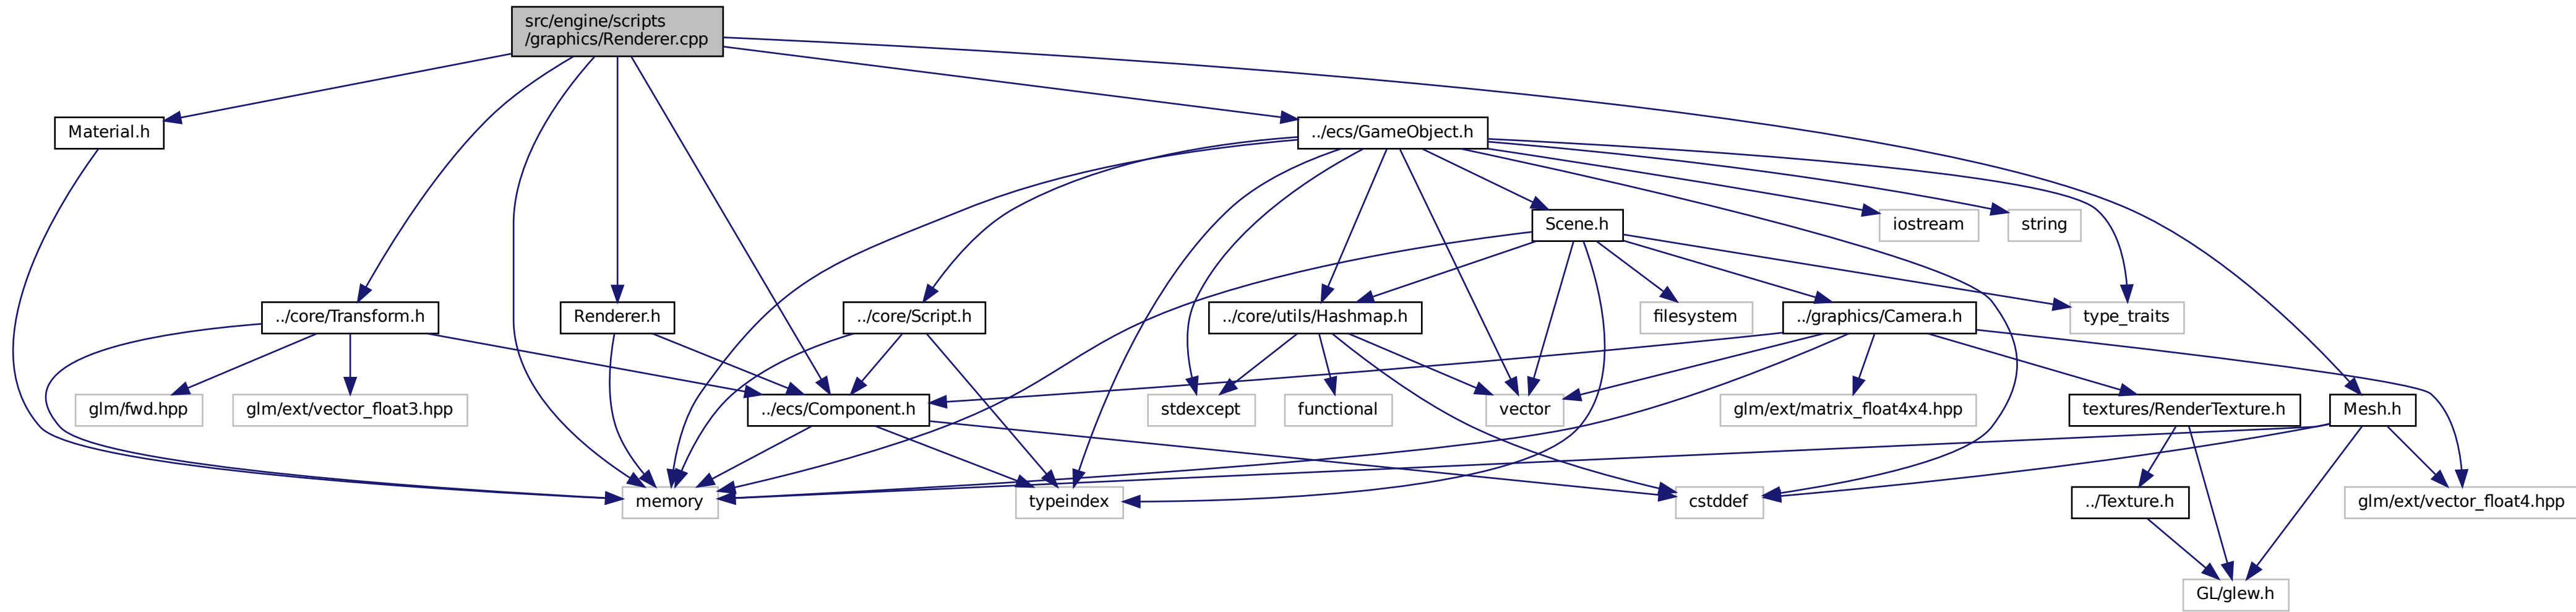 src/engine/scripts
/graphics/Renderer.cpp
Material.h
../ecs/GameObject.h
Scene.h
iostream
string
../core/Transform.h
Renderer.h
../core/Script.h
../core/utils/Hashmap.h
filesystem
../graphics/Camera.h
type_traits
glm/fwd.hpp
glm/ext/vector_float3.hpp
../ecs/Component.h
stdexcept
functional
vector
glm/ext/matrix_float4x4.hpp
textures/RenderTexture.h
Mesh.h
memory
typeindex
cstddef
../Texture.h
glm/ext/vector_float4.hpp
GL/glew.h